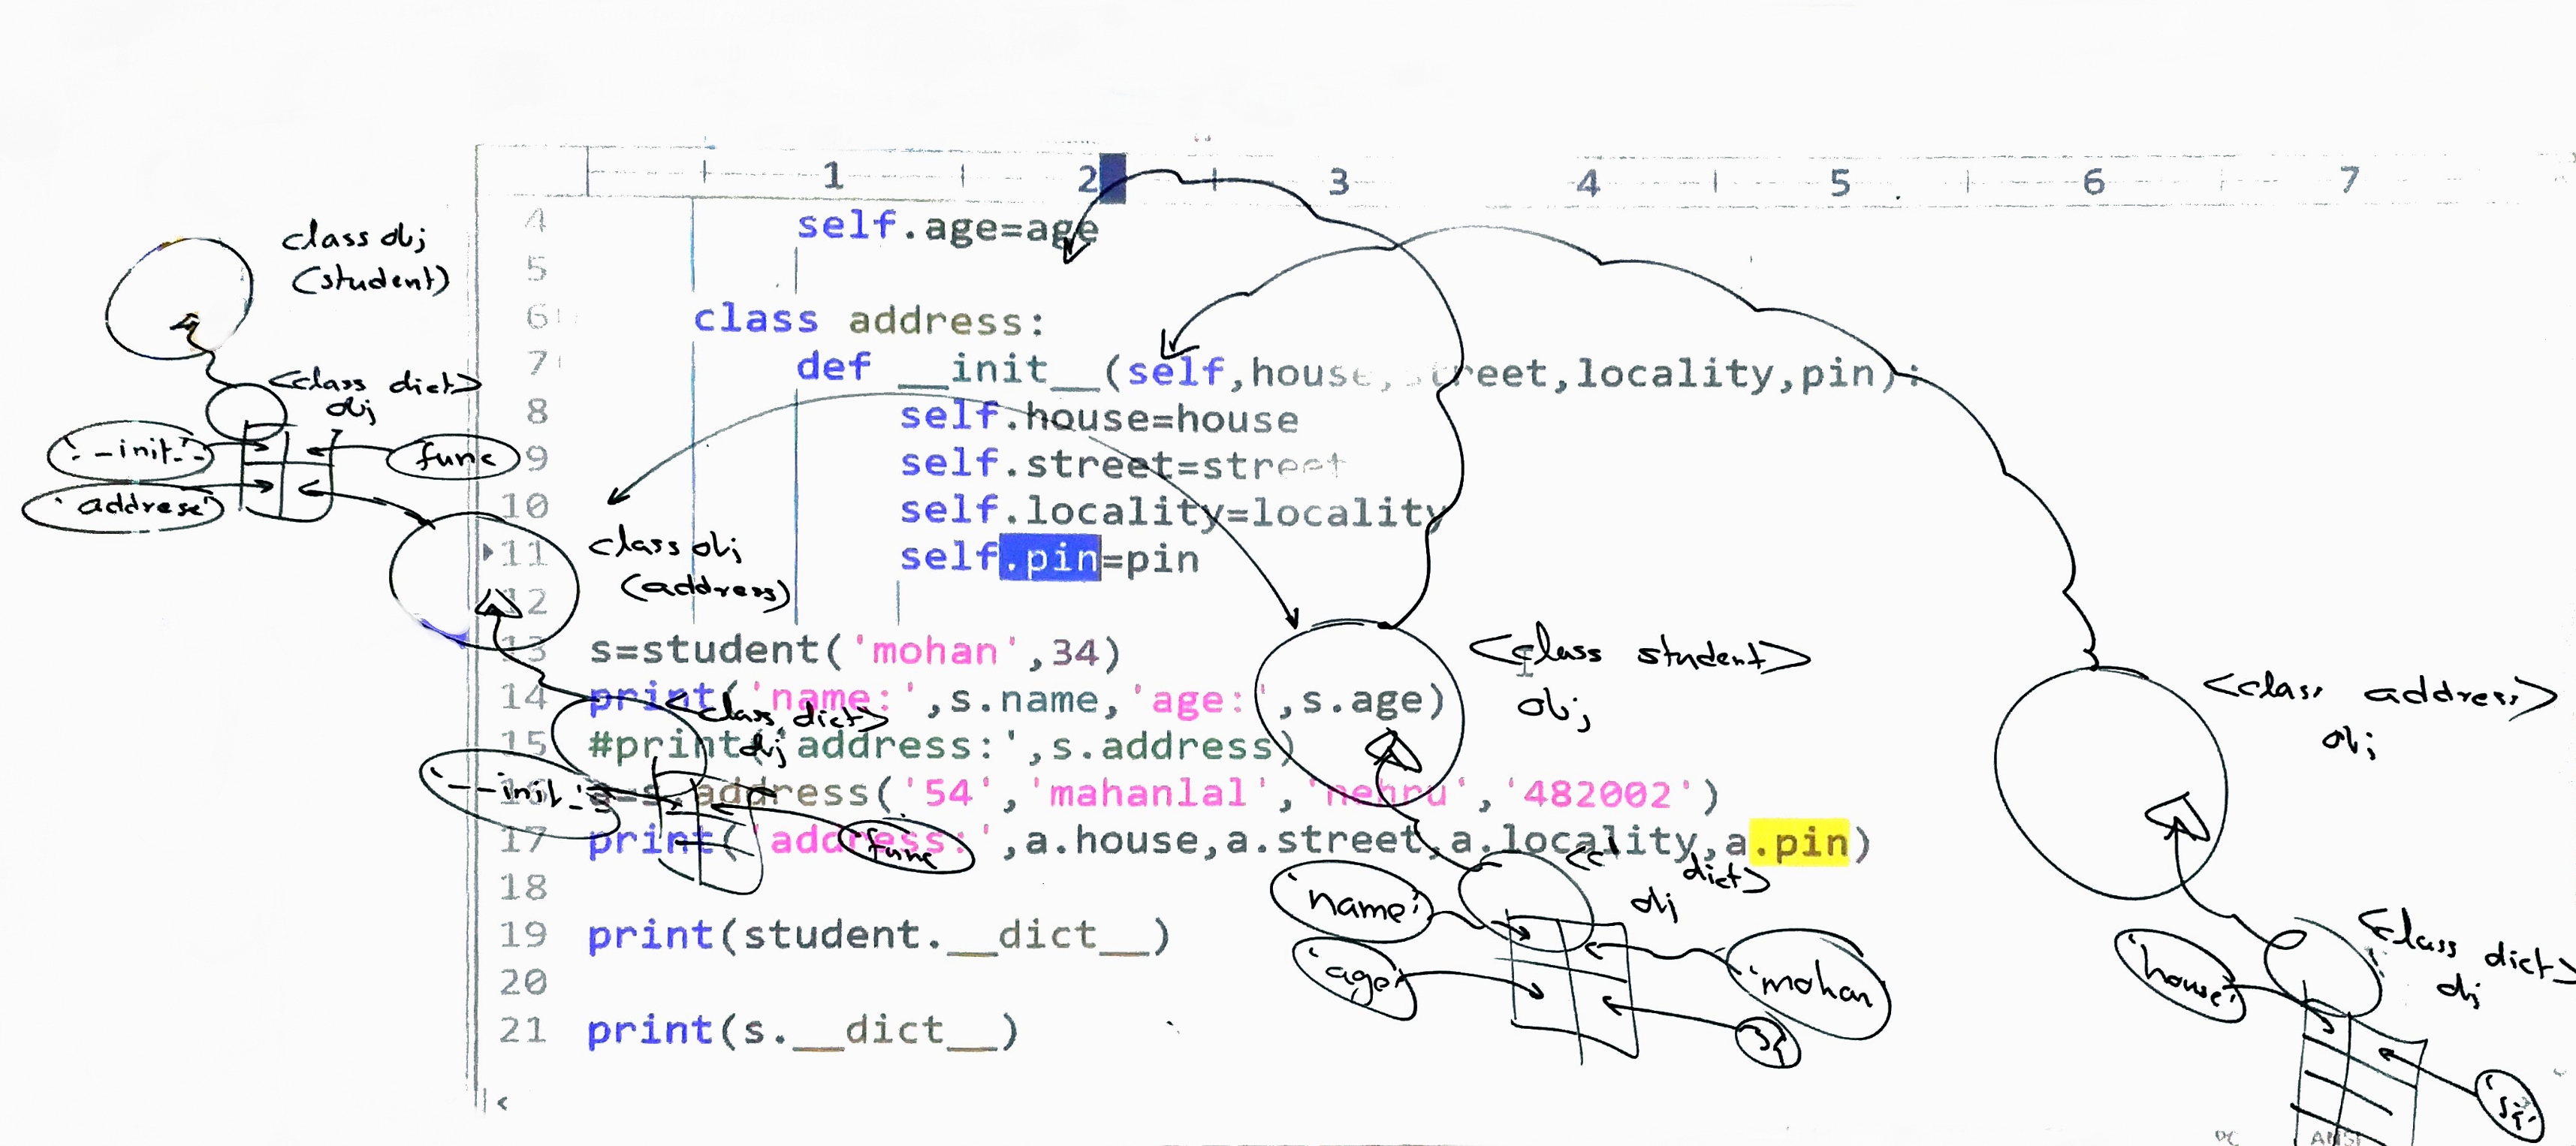 1 2 3 4 5 6 7
4 self.age=age
5
6 class address:
7 def __init__(self,house,street,locality,pin):
8 self.house=house
9 self.street=street
10 self.locality=locality
11 self.pin=pin
12
13 s=student('mohan',34)
14 print('name:',s.name,'age:',s.age)
15 #print('address:',s.address)
16 a=s.address('54','mahanlal','nehru','482002')
17 print('address:',a.house,a.street,a.locality,a.pin)
18
19 print(student.__dict__)
20
21 print(s.__dict__)
class obj
(student)
<class dict>
obj
'__init__'
func
'address'
class obj
(address)
<class dict>
obj
'__init__'
func
<class student>
obj
dict>
obj
'name'
'age'
'mohan
34
<class address>
obj
<class dict>
obj
'house'